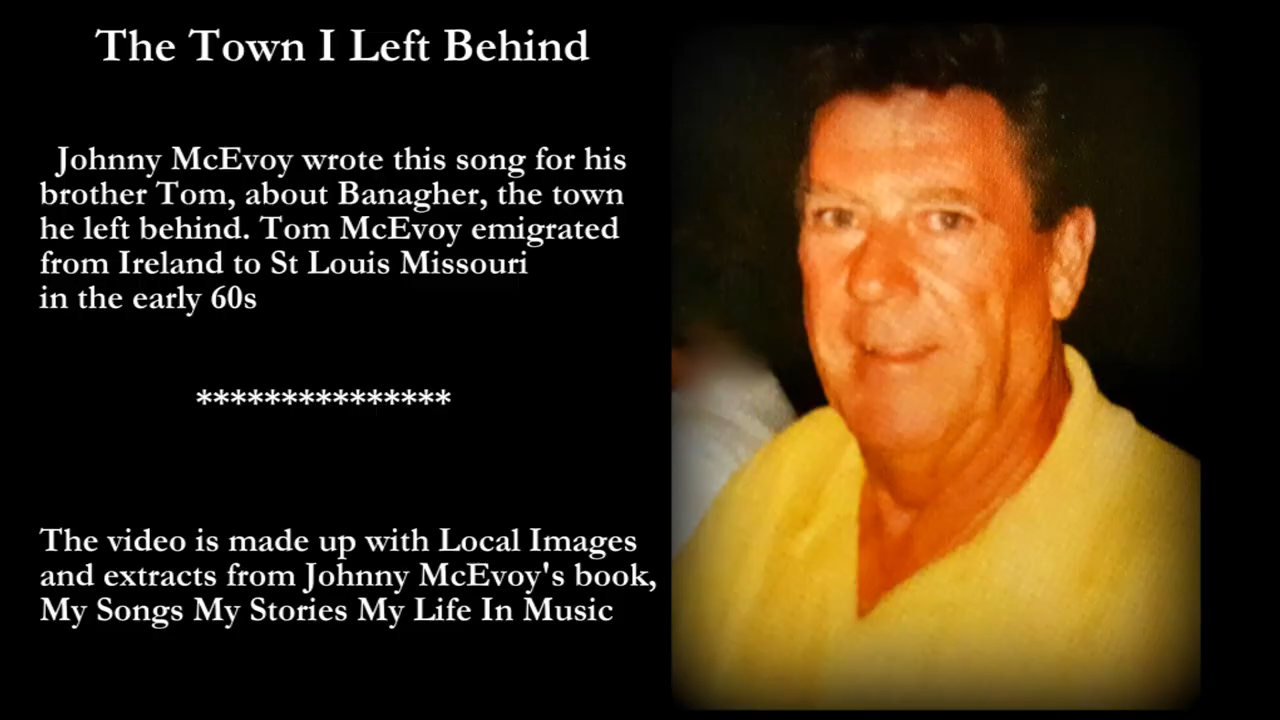 The Town I Left Behind
Johnny McEvoy wrote this song for his
brother Tom, about Banagher, the town
he left behind. Tom McEvoy emigrated
from Ireland to St Louis Missouri
in the early 60s
***************
The video is made up with Local Images
and extracts from Johnny McEvoy's book,
My Songs My Stories My Life In Music